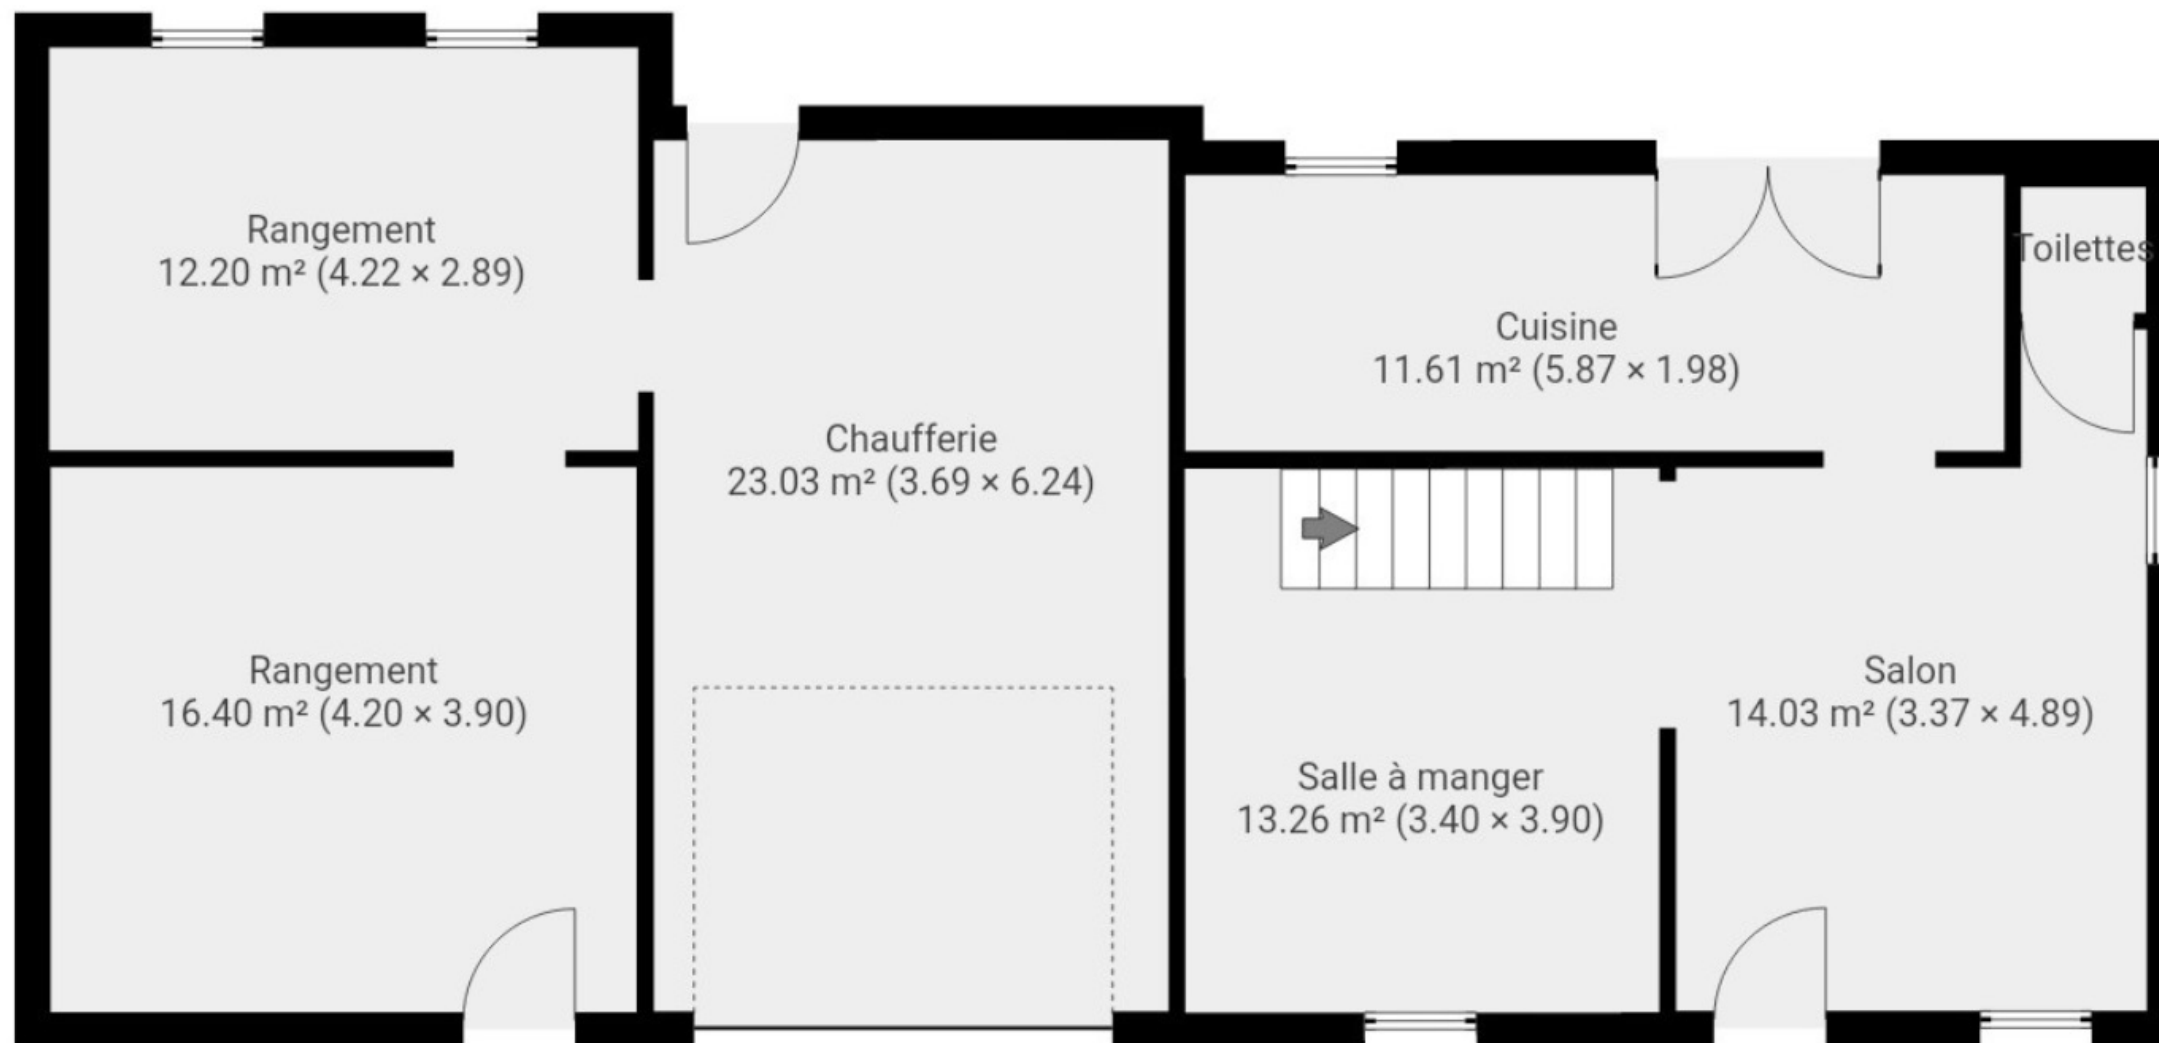 Rangement
12.20 m² (4.22 × 2.89)
Chaufferie
23.03 m² (3.69 × 6.24)
Cuisine
11.61 m² (5.87 × 1.98)
Toilettes
Rangement
16.40 m² (4.20 × 3.90)
Salle à manger
13.26 m² (3.40 × 3.90)
Salon
14.03 m² (3.37 × 4.89)